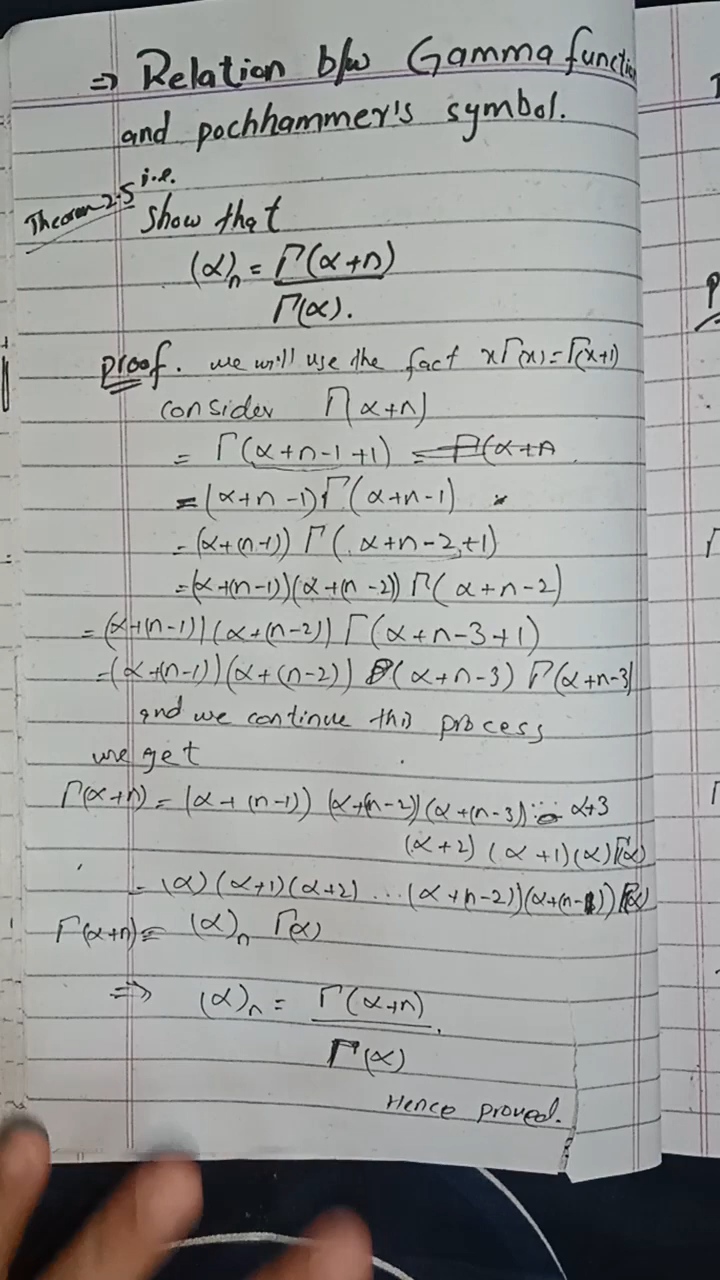 ⇒ Relation b/w Gamma function
and pochhammer's symbol.
Theorem 2.5 i.e.
show that
(α)ₙ = Γ(α+n)
Γ(α).
Proof. we will use the fact xΓ(x)=Γ(x+1)
consider Γ(α+n)
= Γ(α+n-1+1) = Γ(α+n
= (α+n-1)Γ(α+n-1)
= (α+(n-1)) Γ(α+n-2+1)
= (α+(n-1))(α+(n-2)) Γ(α+n-2)
= (α+(n-1))(α+(n-2)) Γ(α+n-3+1)
= (α+(n-1))(α+(n-2)) (α+n-3) Γ(α+n-3)
and we continue this process
we get
Γ(α+n) = (α+(n-1)) (α+(n-2))(α+(n-3)) ... α+3
(α+2) (α+1)(α)Γ(α)
= (α)(α+1)(α+2) ... (α+n-2))(α+(n-1))Γ(α)
Γ(α+n) = (α)ₙ Γ(α)
⇒ (α)ₙ = Γ(α+n)
Γ(α)
Hence proved.